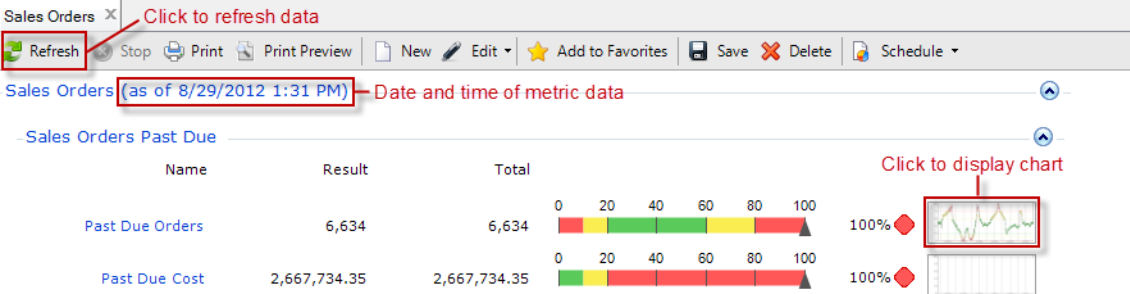 Sales Orders X Click to refresh data
Refresh Stop Print Print Preview New Edit Add to Favorites Save Delete Schedule
Sales Orders (as of 8/29/2012 1:31 PM) Date and time of metric data
Sales Orders Past Due
Click to display chart
Name Result Total
0 20 40 60 80 100
Past Due Orders 6,634 6,634 100%
0 20 40 60 80 100
Past Due Cost 2,667,734.35 2,667,734.35 100%